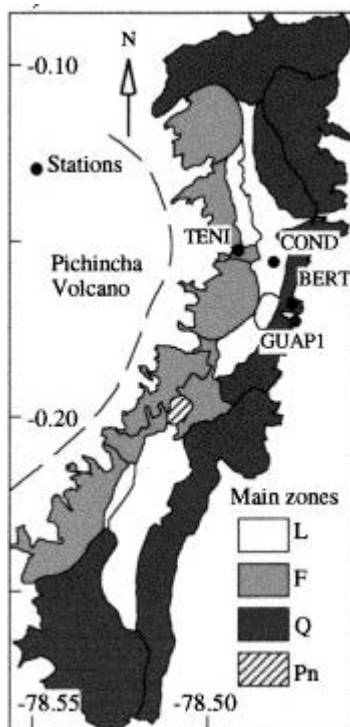 -0.10
N
Stations
TENI
COND
Pichincha
Volcano
BERT
GUAP1
-0.20
Main zones
L
F
Q
Pn
-78.55
-78.50